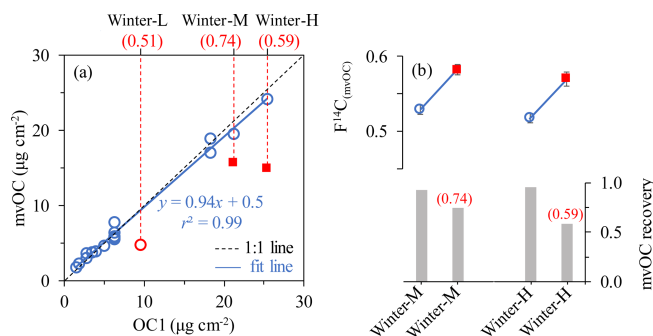 Winter-L Winter-M Winter-H
(0.51) (0.74) (0.59)
30
20
10
0
0 10 20 30
mvOC (µg cm⁻²)
OC1 (µg cm⁻²)
(a)
y = 0.94x + 0.5
r² = 0.99
1:1 line
fit line
(b)
0.6
0.5
F¹⁴C(mvOC)
(0.74)
(0.59)
1.0
0.5
0.0
mvOC recovery
Winter-M
Winter-M
Winter-H
Winter-H